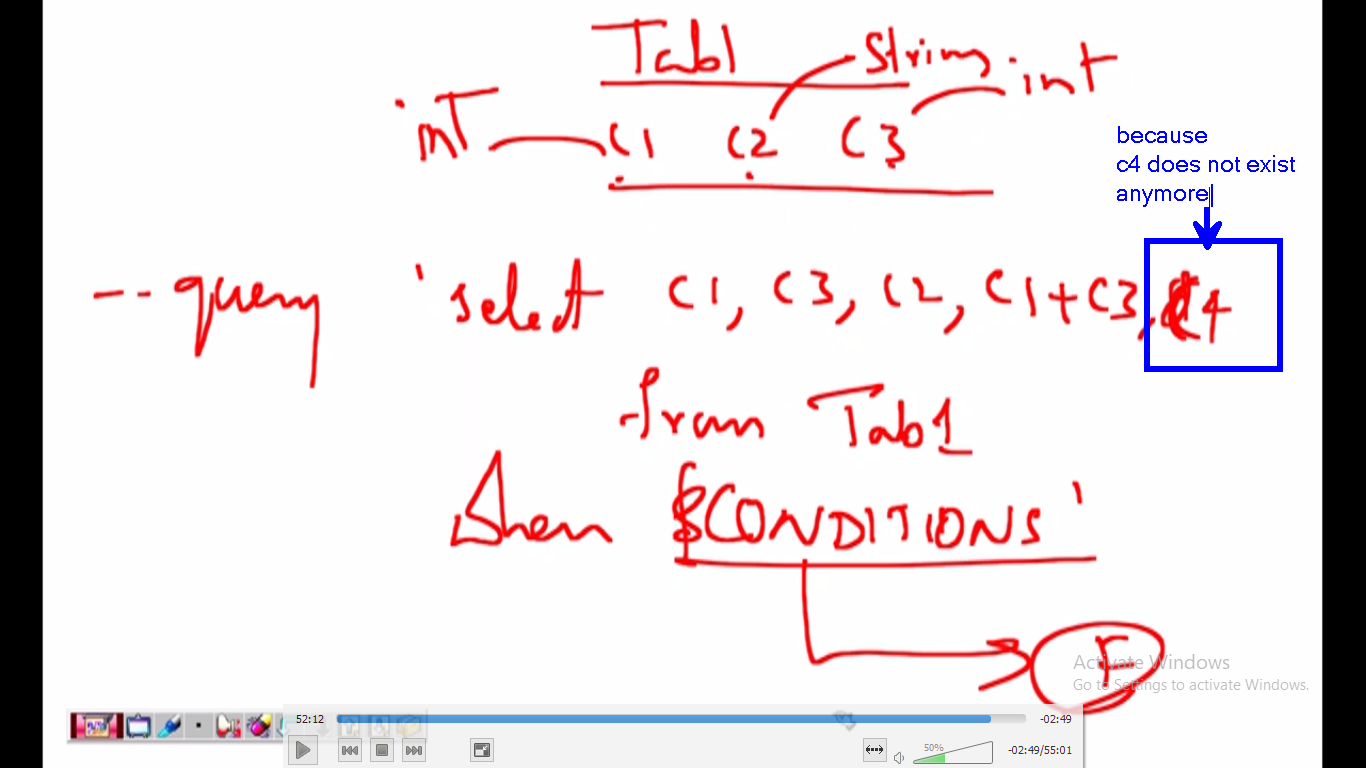 Tab1
String
int
int
C1 C2 C3
because
c4 does not exist
anymore
-- query 'select C1, C3, C2, C1+C3, C4
from Tab1
Where $CONDITIONS'
F
Activate Windows
Go to Settings to activate Windows.
52:12
-02:49
50%
-02:49/55:01